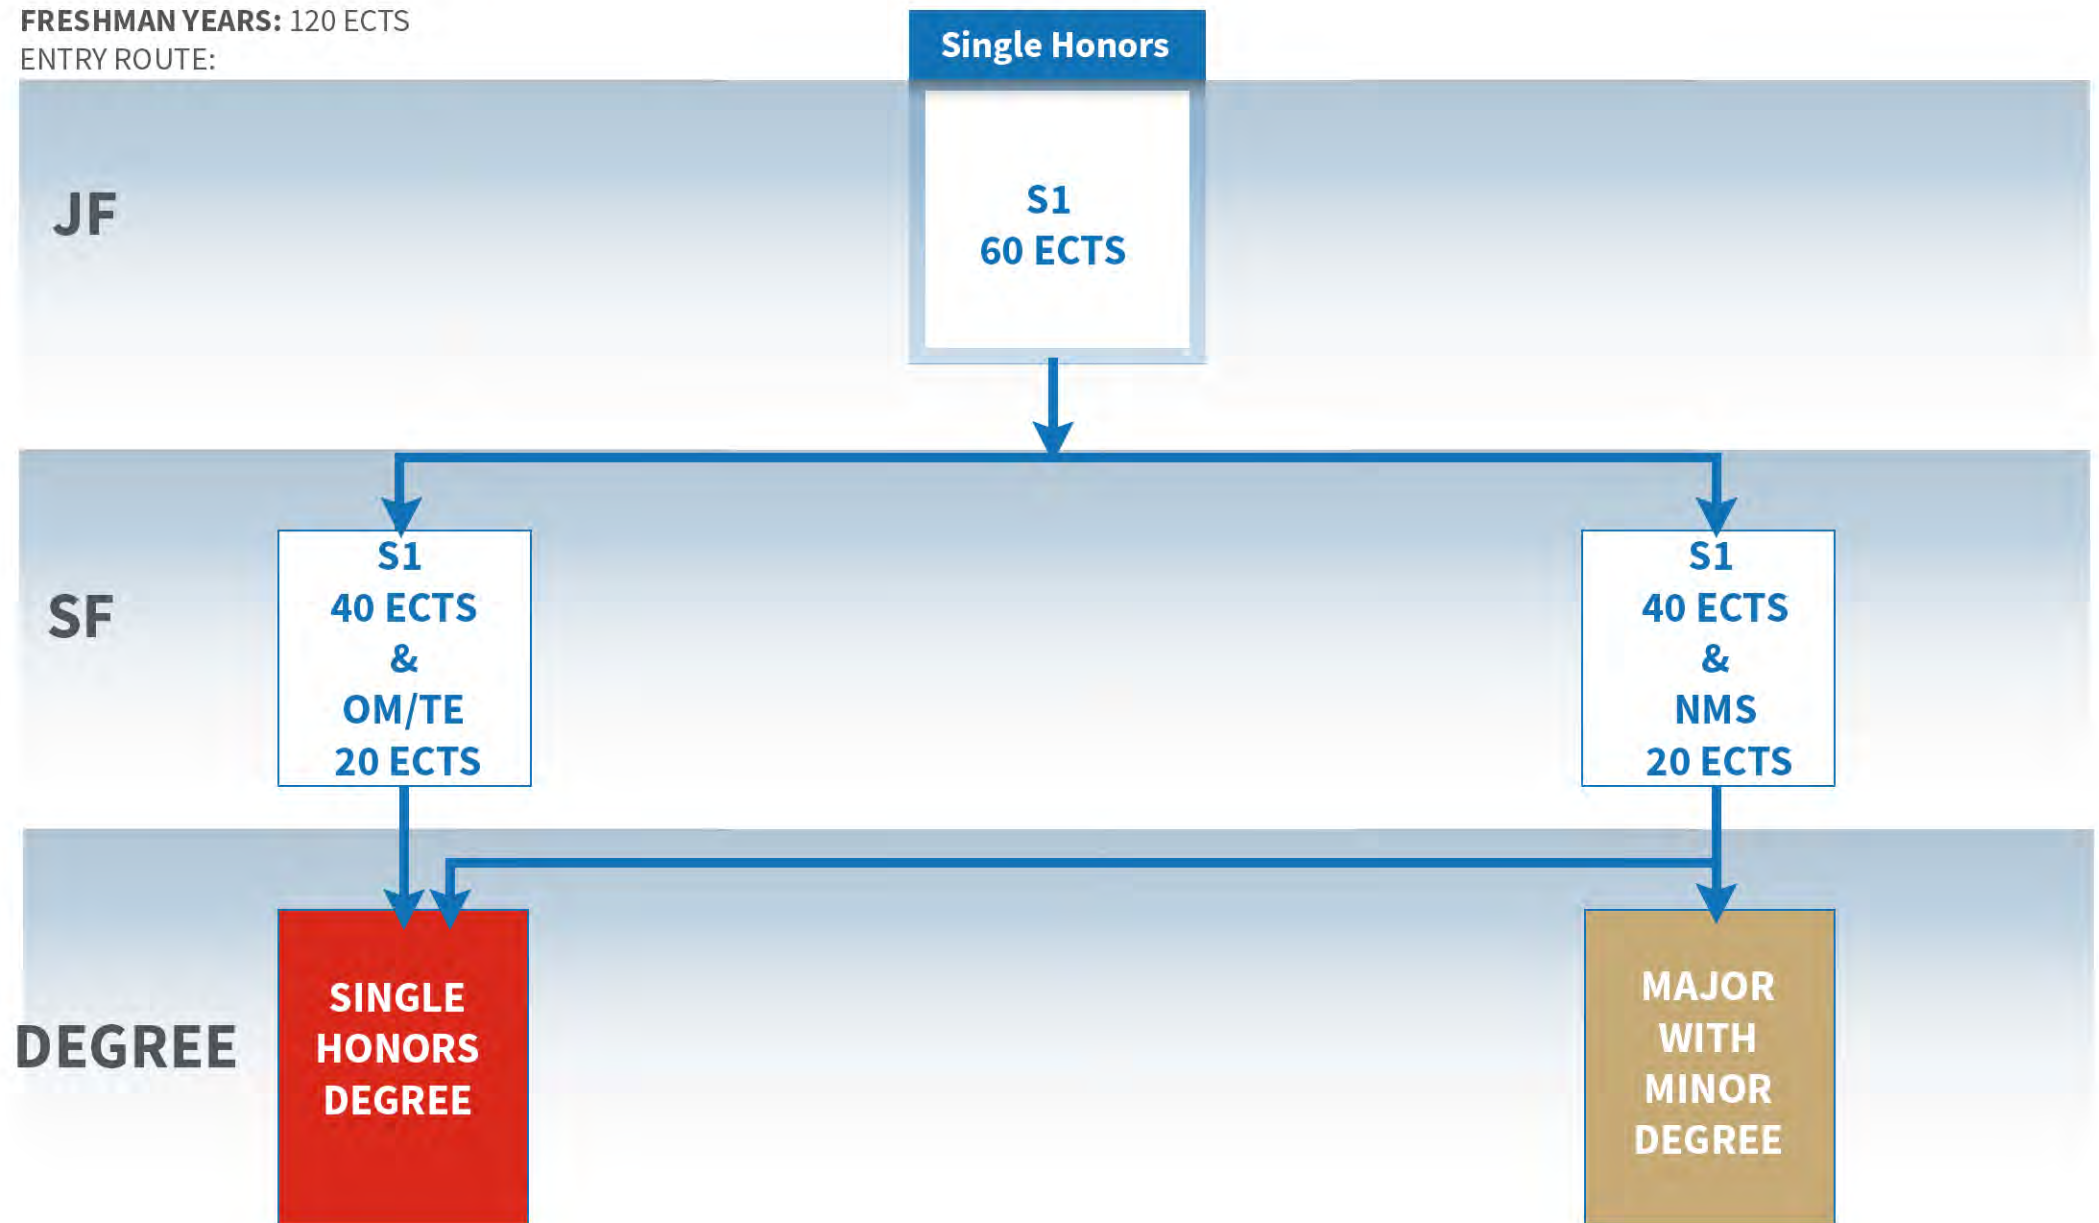 FRESHMAN YEARS: 120 ECTS
ENTRY ROUTE:
Single Honors
JF
S1
60 ECTS
SF
S1
40 ECTS
&
OM/TE
20 ECTS
S1
40 ECTS
&
NMS
20 ECTS
DEGREE
SINGLE
HONORS
DEGREE
MAJOR
WITH
MINOR
DEGREE